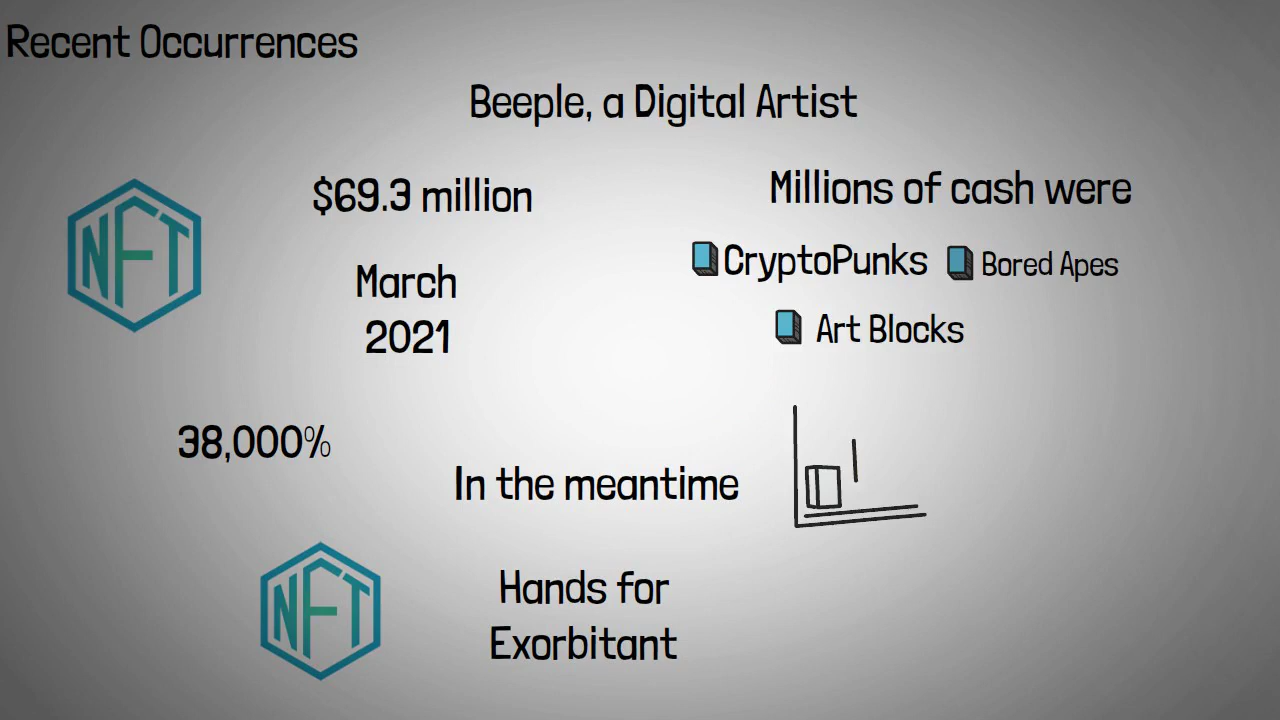 Recent Occurrences
Beeple, a Digital Artist
NFT
$69.3 million
March
2021
Millions of cash were
CryptoPunks
Bored Apes
Art Blocks
38,000%
In the meantime
NFT
Hands for
Exorbitant